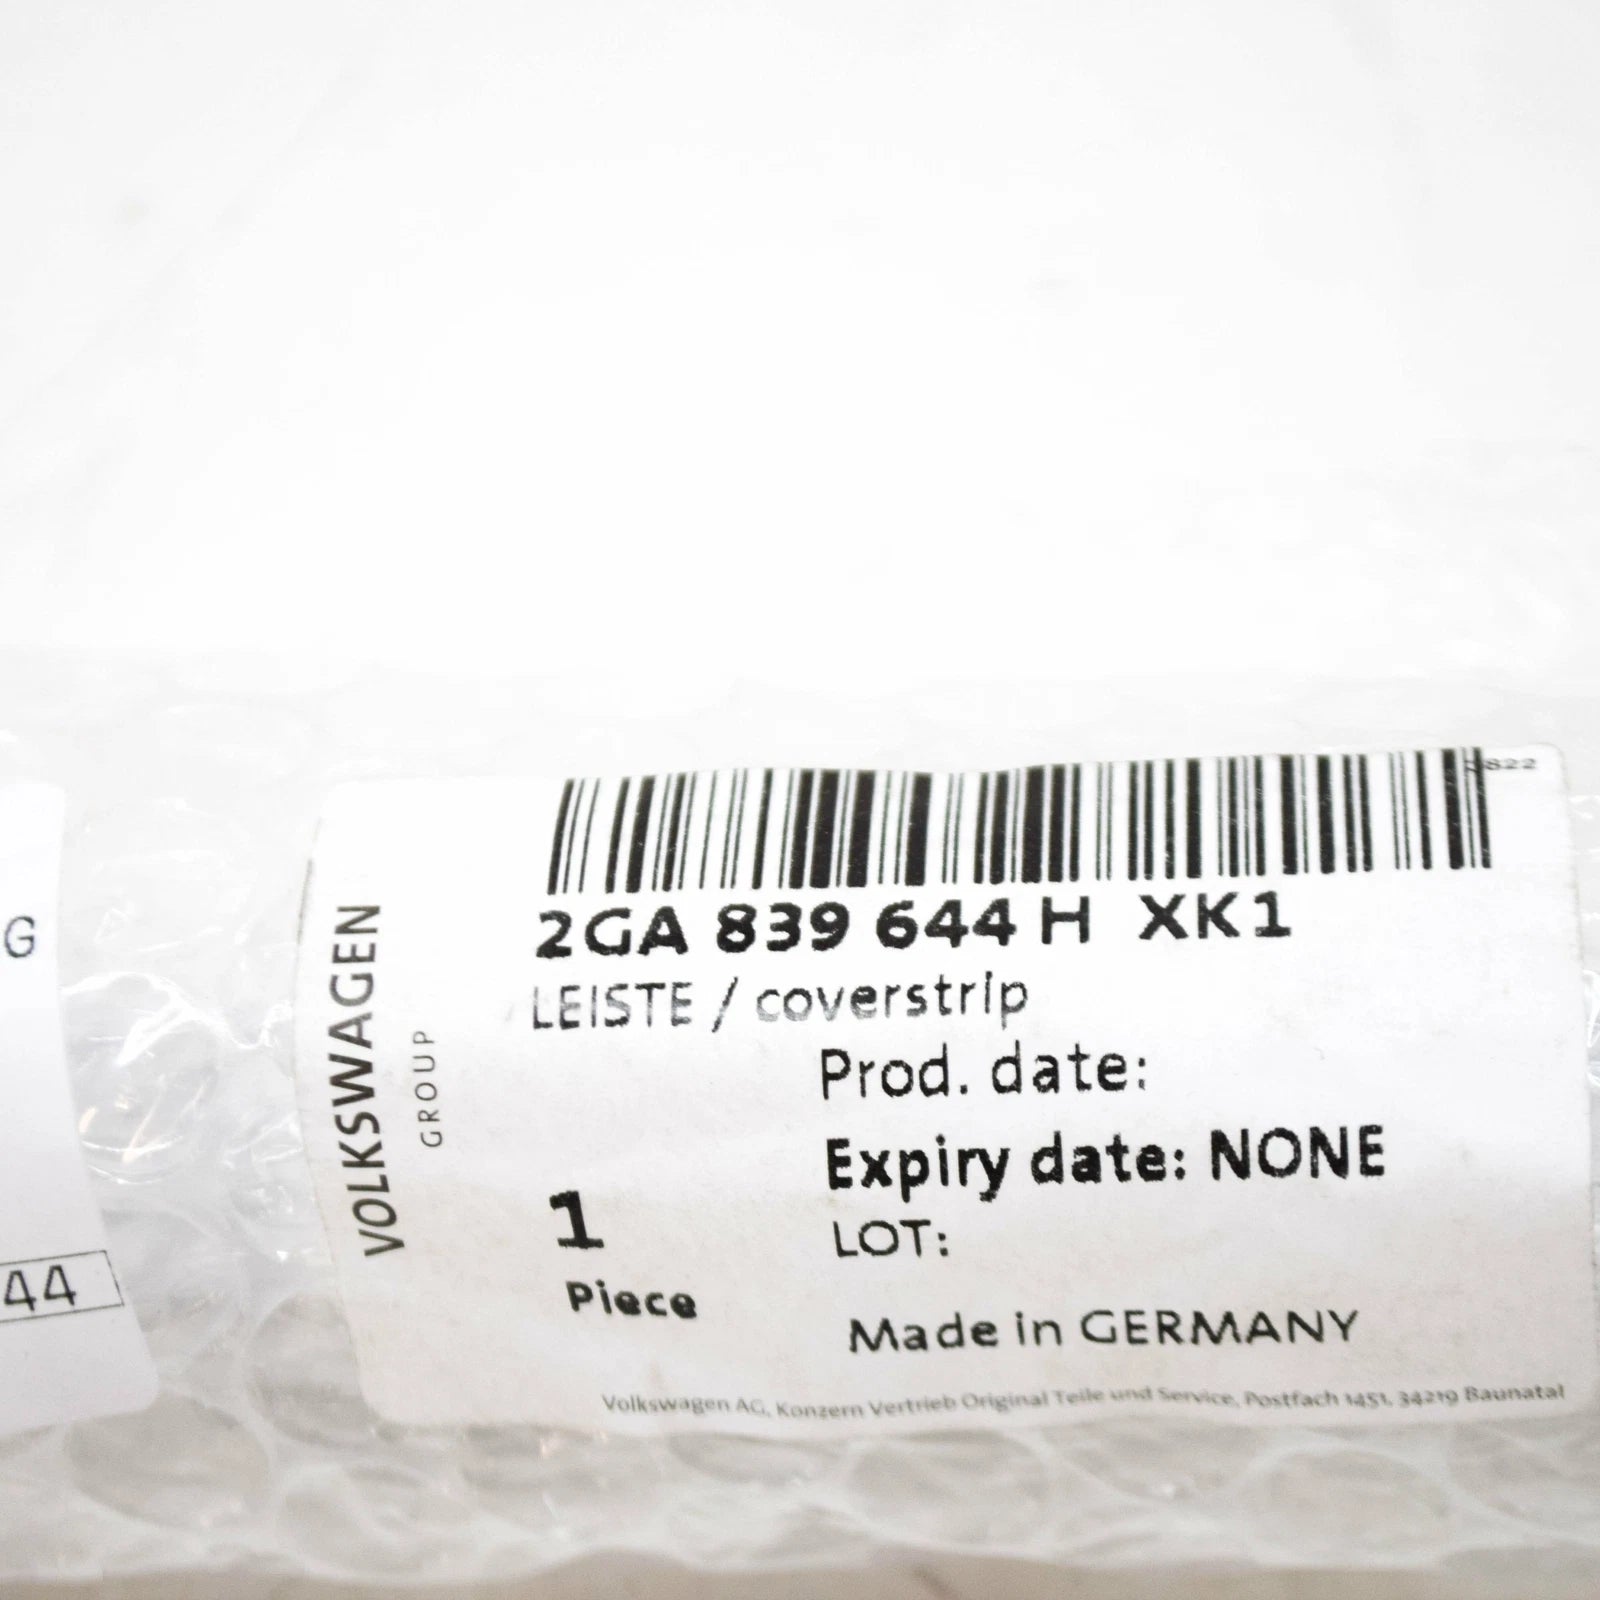 G
44
VOLKSWAGEN
GROUP
2GA 839 644 H XK1
LEISTE / coverstrip
Prod. date:
Expiry date: NONE
1
Piece
LOT:
Made in GERMANY
Volkswagen AG, Konzern Vertrieb Original Teile und Service, Postfach 1451, 34219 Baunatal